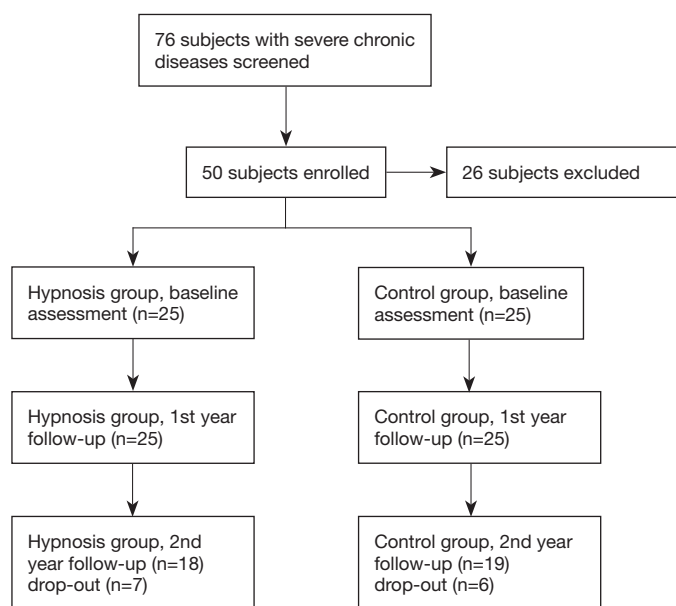 76 subjects with severe chronic
diseases screened
50 subjects enrolled
26 subjects excluded
Hypnosis group, baseline
assessment (n=25)
Control group, baseline
assessment (n=25)
Hypnosis group, 1st year
follow-up (n=25)
Control group, 1st year
follow-up (n=25)
Hypnosis group, 2nd
year follow-up (n=18)
drop-out (n=7)
Control group, 2nd year
follow-up (n=19)
drop-out (n=6)